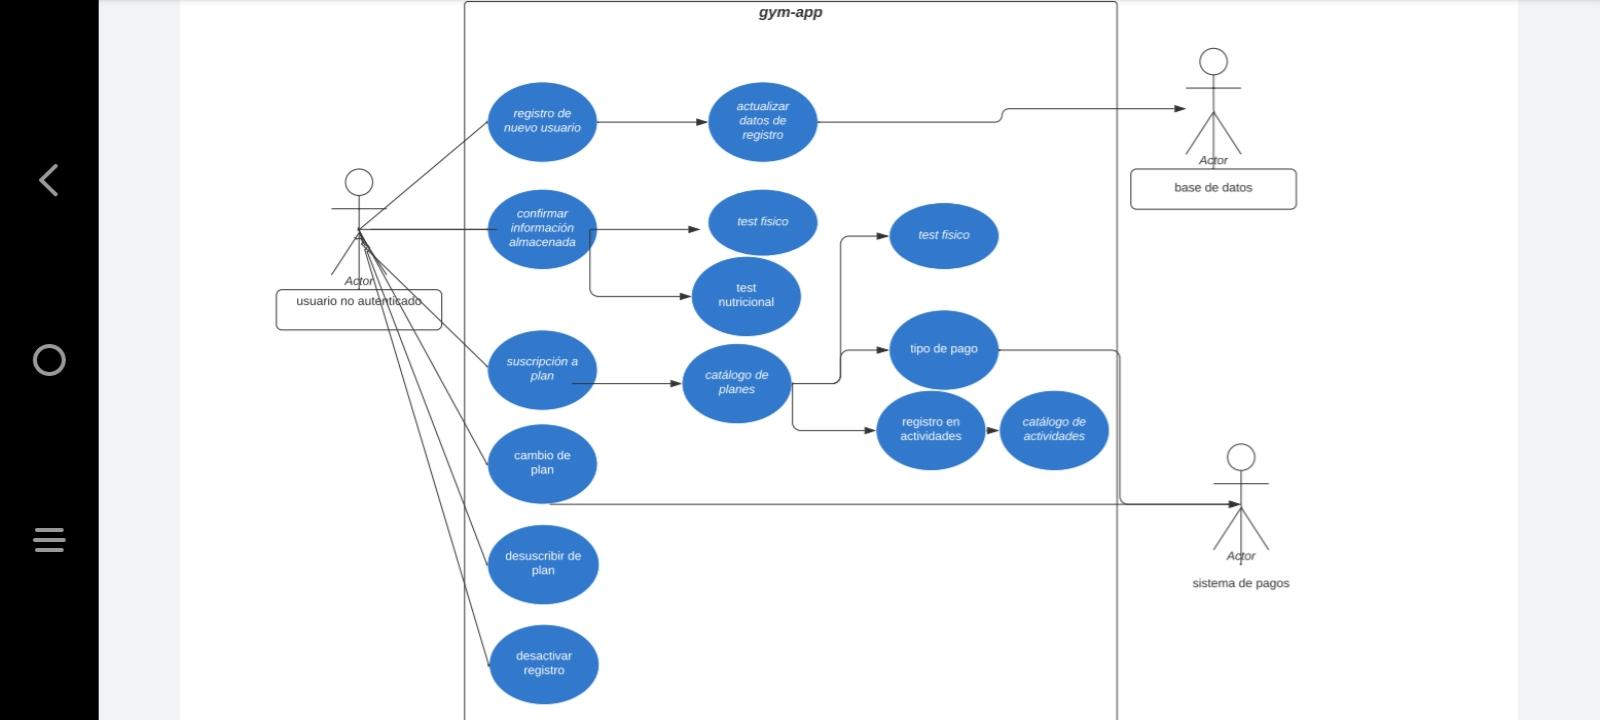 gym-app
registro de
nuevo usuario
actualizar
datos de
registro
Actor
base de datos
confirmar
información
almacenada
test fisico
test fisico
Actor
usuario no autenticado
test
nutricional
suscripción a
plan
catálogo de
planes
tipo de pago
registro en
actividades
catálogo de
actividades
cambio de
plan
desuscribir de
plan
Actor
sistema de pagos
desactivar
registro